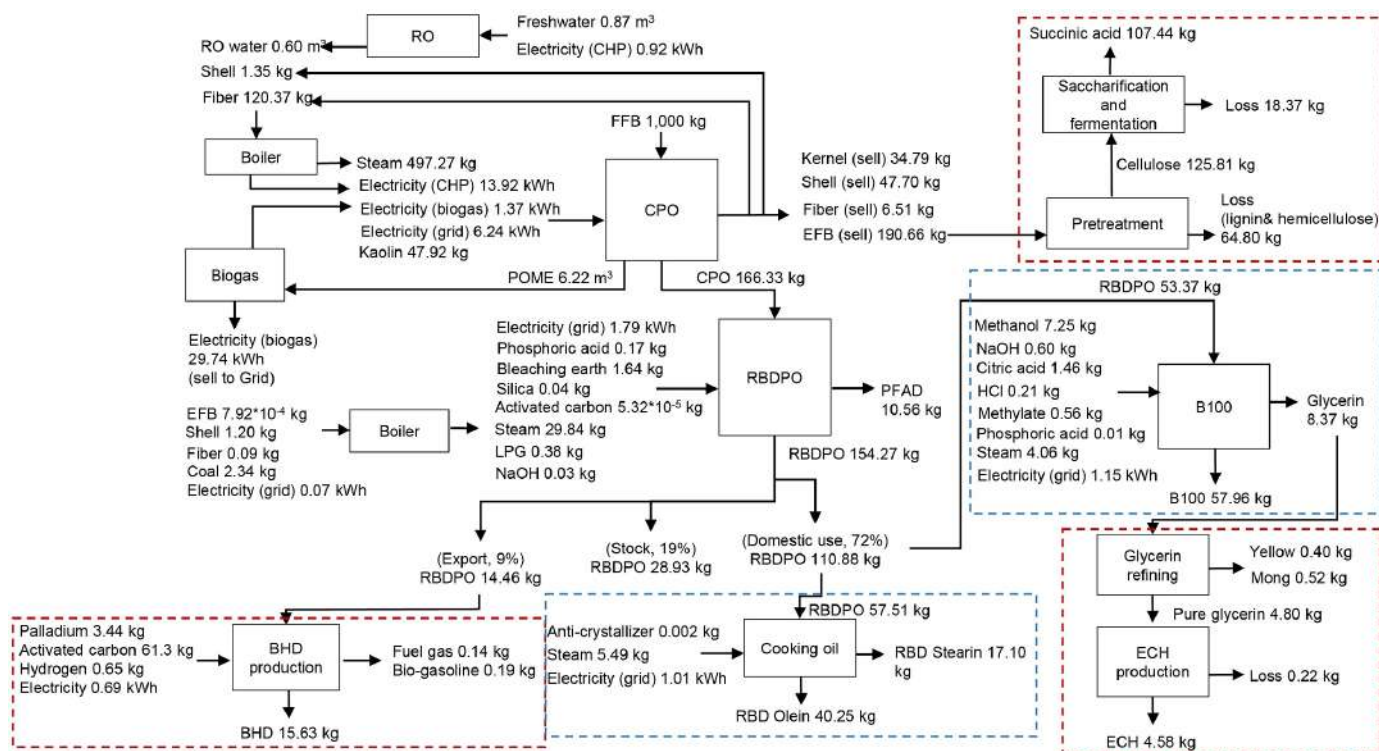 RO
Freshwater 0.87 m³
Electricity (CHP) 0.92 kWh
RO water 0.60 m³
Shell 1.35 kg
Fiber 120.37 kg
Boiler
Steam 497.27 kg
Electricity (CHP) 13.92 kWh
Electricity (biogas) 1.37 kWh
Electricity (grid) 6.24 kWh
Kaolin 47.92 kg
FFB 1,000 kg
CPO
Kernel (sell) 34.79 kg
Shell (sell) 47.70 kg
Fiber (sell) 6.51 kg
EFB (sell) 190.66 kg
Succinic acid 107.44 kg
Saccharification
and
fermentation
Loss 18.37 kg
Cellulose 125.81 kg
Pretreatment
Loss
(lignin& hemicellulose)
64.80 kg
Biogas
POME 6.22 m³
CPO 166.33 kg
Electricity (biogas)
29.74 kWh
(sell to Grid)
EFB 7.92*10⁻⁴ kg
Shell 1.20 kg
Fiber 0.09 kg
Coal 2.34 kg
Electricity (grid) 0.07 kWh
Boiler
Electricity (grid) 1.79 kWh
Phosphoric acid 0.17 kg
Bleaching earth 1.64 kg
Silica 0.04 kg
Activated carbon 5.32*10⁻⁵ kg
Steam 29.84 kg
LPG 0.38 kg
NaOH 0.03 kg
RBDPO
PFAD
10.56 kg
RBDPO 154.27 kg
RBDPO 53.37 kg
Methanol 7.25 kg
NaOH 0.60 kg
Citric acid 1.46 kg
HCl 0.21 kg
Methylate 0.56 kg
Phosphoric acid 0.01 kg
Steam 4.06 kg
Electricity (grid) 1.15 kWh
B100
Glycerin
8.37 kg
B100 57.96 kg
(Export, 9%)
RBDPO 14.46 kg
(Stock, 19%)
RBDPO 28.93 kg
(Domestic use, 72%)
RBDPO 110.88 kg
Palladium 3.44 kg
Activated carbon 61.3 kg
Hydrogen 0.65 kg
Electricity 0.69 kWh
BHD
production
Fuel gas 0.14 kg
Bio-gasoline 0.19 kg
BHD 15.63 kg
RBDPO 57.51 kg
Anti-crystallizer 0.002 kg
Steam 5.49 kg
Electricity (grid) 1.01 kWh
Cooking oil
RBD Stearin 17.10
kg
RBD Olein 40.25 kg
Glycerin
refining
Yellow 0.40 kg
Mong 0.52 kg
Pure glycerin 4.80 kg
ECH
production
Loss 0.22 kg
ECH 4.58 kg